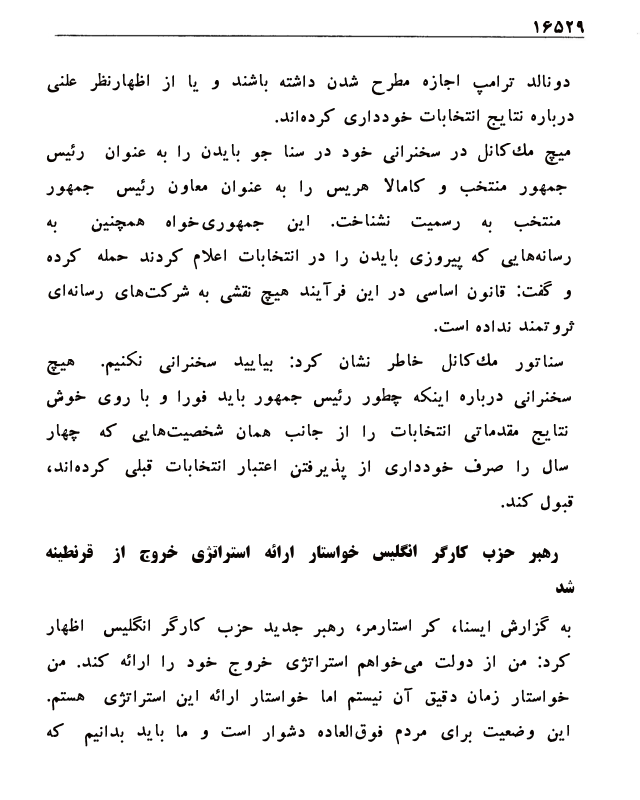 ۱۶۵۲۹
دونالد ترامپ اجازه مطرح شدن داشته باشند و یا از اظهارنظر علنی
درباره نتایج انتخابات خودداری کرده‌اند.
میچ مك‌کانل در سخنرانی خود در سنا جو بایدن را به عنوان رئیس
جمهور منتخب و کامالا هریس را به عنوان معاون رئیس جمهور
منتخب به رسمیت نشناخت. این جمهوری‌خواه همچنین به
رسانه‌هایی که پیروزی بایدن را در انتخابات اعلام کردند حمله کرده
و گفت: قانون اساسی در این فرآیند هیچ نقشی به شرکت‌های رسانه‌ای
ثروتمند نداده است.
سناتور مك‌کانل خاطر نشان کرد: بیایید سخنرانی نکنیم. هیچ
سخنرانی درباره اینکه چطور رئیس جمهور باید فورا و با روی خوش
نتایج مقدماتی انتخابات را از جانب همان شخصیت‌هایی که چهار
سال را صرف خودداری از پذیرفتن اعتبار انتخابات قبلی کرده‌اند،
قبول کند.
رهبر حزب کارگر انگلیس خواستار ارائه استراتژی خروج از قرنطینه
شد
به گزارش ایسنا، کر استارمر، رهبر جدید حزب کارگر انگلیس اظهار
کرد: من از دولت می‌خواهم استراتژی خروج خود را ارائه کند. من
خواستار زمان دقیق آن نیستم اما خواستار ارائه این استراتژی هستم.
این وضعیت برای مردم فوق‌العاده دشوار است و ما باید بدانیم که